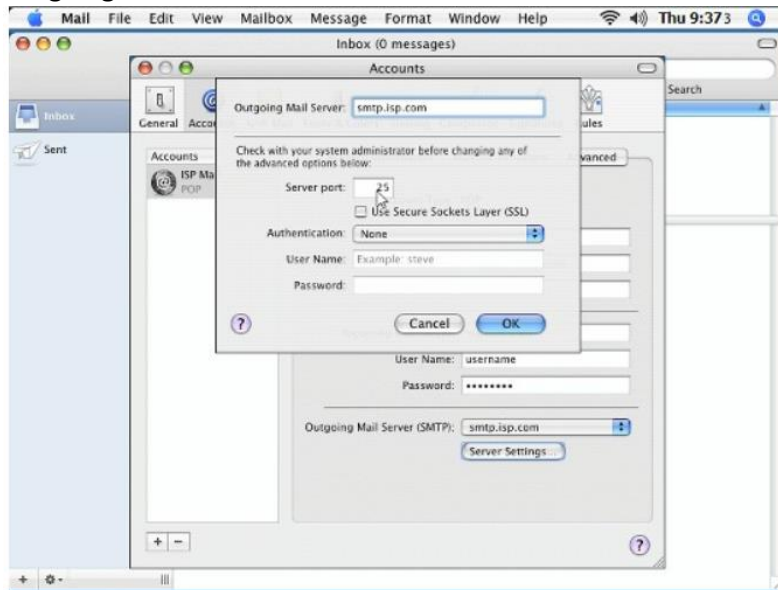 Mail File Edit View Mailbox Message Format Window Help Thu 9:373
Inbox (0 messages)
Accounts
Search
Inbox
Sent
General
Accounts
ISP Ma
POP
Outgoing Mail Server: smtp.isp.com
Check with your system administrator before changing any of
the advanced options below:
Server port: 25
Use Secure Sockets Layer (SSL)
Authentication: None
User Name: Example: steve
Password:
? Cancel OK
User Name: username
Password: ••••••••
Outgoing Mail Server (SMTP): smtp.isp.com
Server Settings...
+ -
?
+